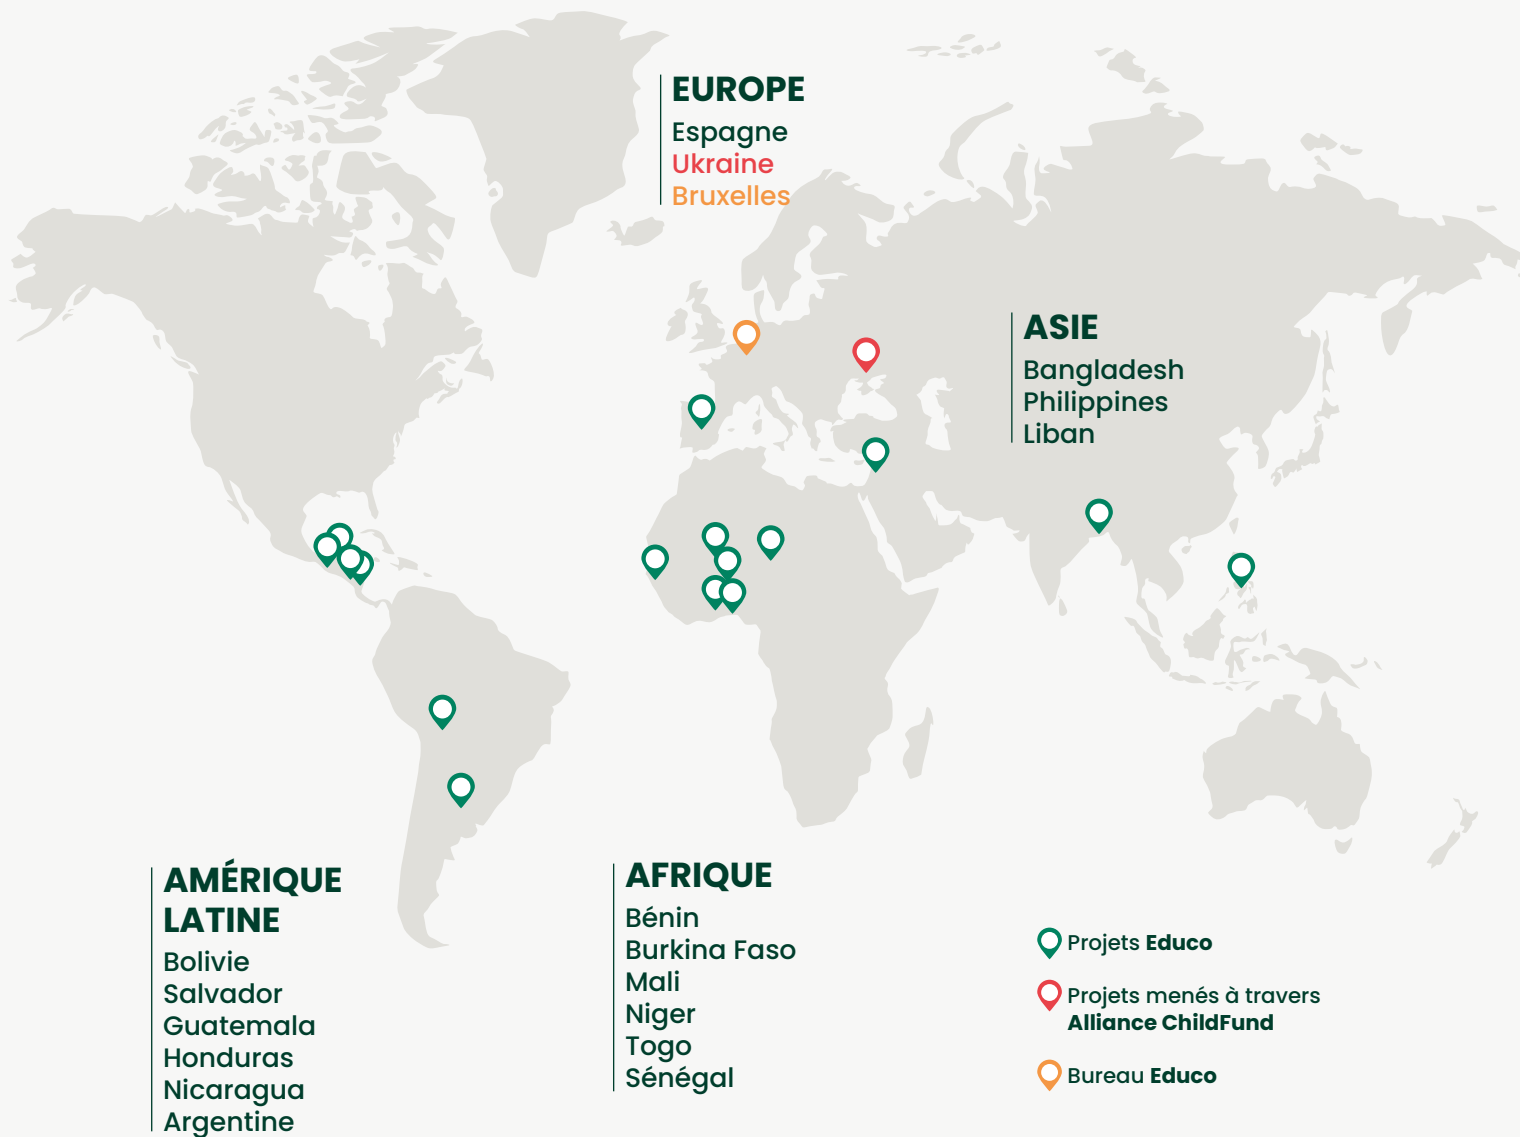 EUROPE
Espagne
Ukraine
Bruxelles
ASIE
Bangladesh
Philippines
Liban
AMÉRIQUE
LATINE
Bolivie
Salvador
Guatemala
Honduras
Nicaragua
Argentine
AFRIQUE
Bénin
Burkina Faso
Mali
Niger
Togo
Sénégal
Projets Educo
Projets menés à travers
Alliance ChildFund
Bureau Educo